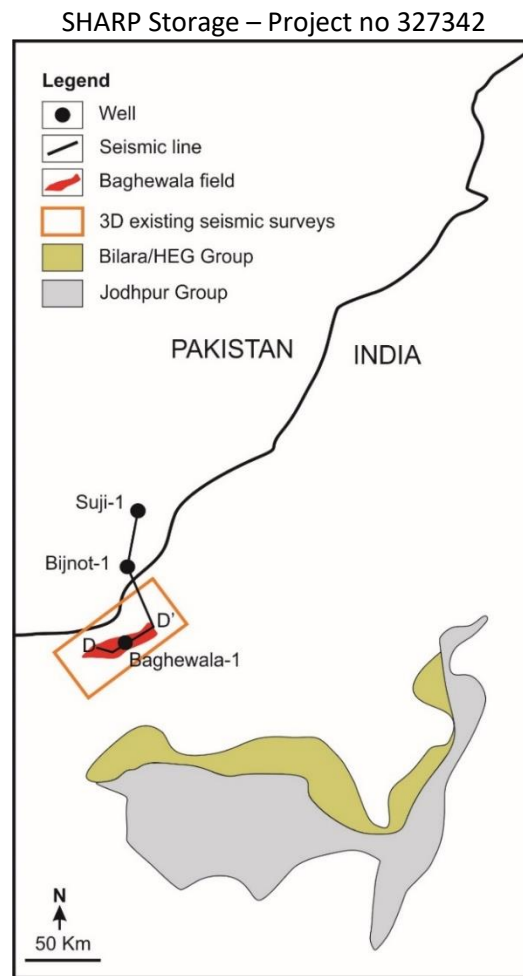 SHARP Storage – Project no 327342
Legend
Well
Seismic line
Baghewala field
3D existing seismic surveys
Bilara/HEG Group
Jodhpur Group
PAKISTAN
INDIA
Suji-1
Bijnot-1
D
D'
Baghewala-1
N
50 Km